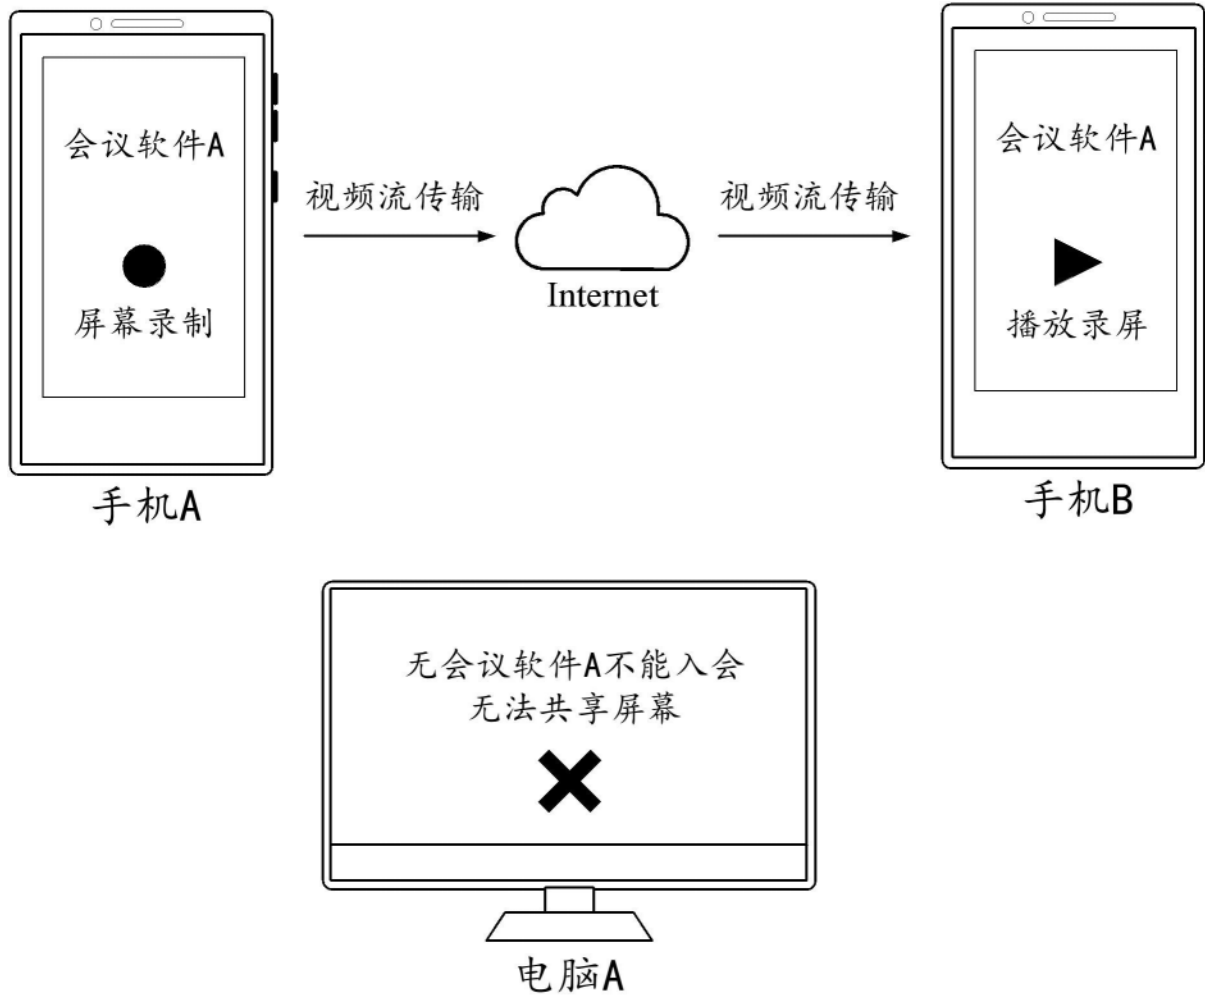 会议软件A
屏幕录制
手机A
视频流传输
Internet
视频流传输
会议软件A
播放录屏
手机B
无会议软件A不能入会
无法共享屏幕
电脑A